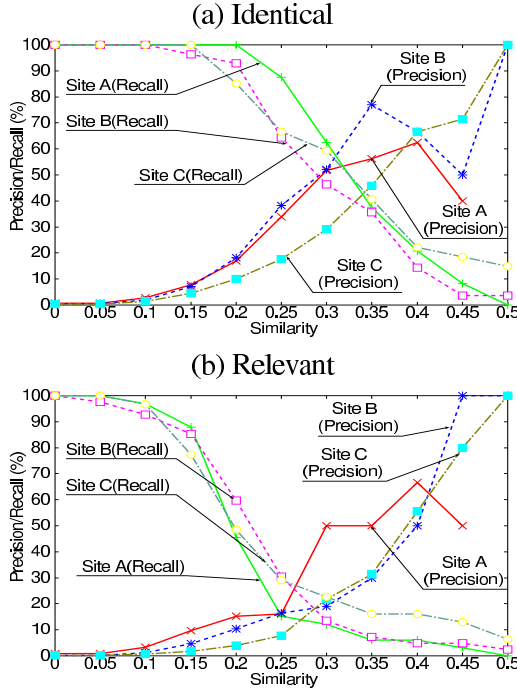 (a) Identical
Precision/Recall (%)
100
90
80
70
60
50
40
30
20
10
0
Site A(Recall)
Site B(Recall)
Site C(Recall)
Site B
(Precision)
Site A
(Precision)
Site C
(Precision)
0 0.05 0.1 0.15 0.2 0.25 0.3 0.35 0.4 0.45 0.5
Similarity
(b) Relevant
Precision/Recall (%)
100
90
80
70
60
50
40
30
20
10
0
Site B
(Precision)
Site C
(Precision)
Site B(Recall)
Site C(Recall)
Site A(Recall)
Site A
(Precision)
0 0.05 0.1 0.15 0.2 0.25 0.3 0.35 0.4 0.45 0.5
Similarity